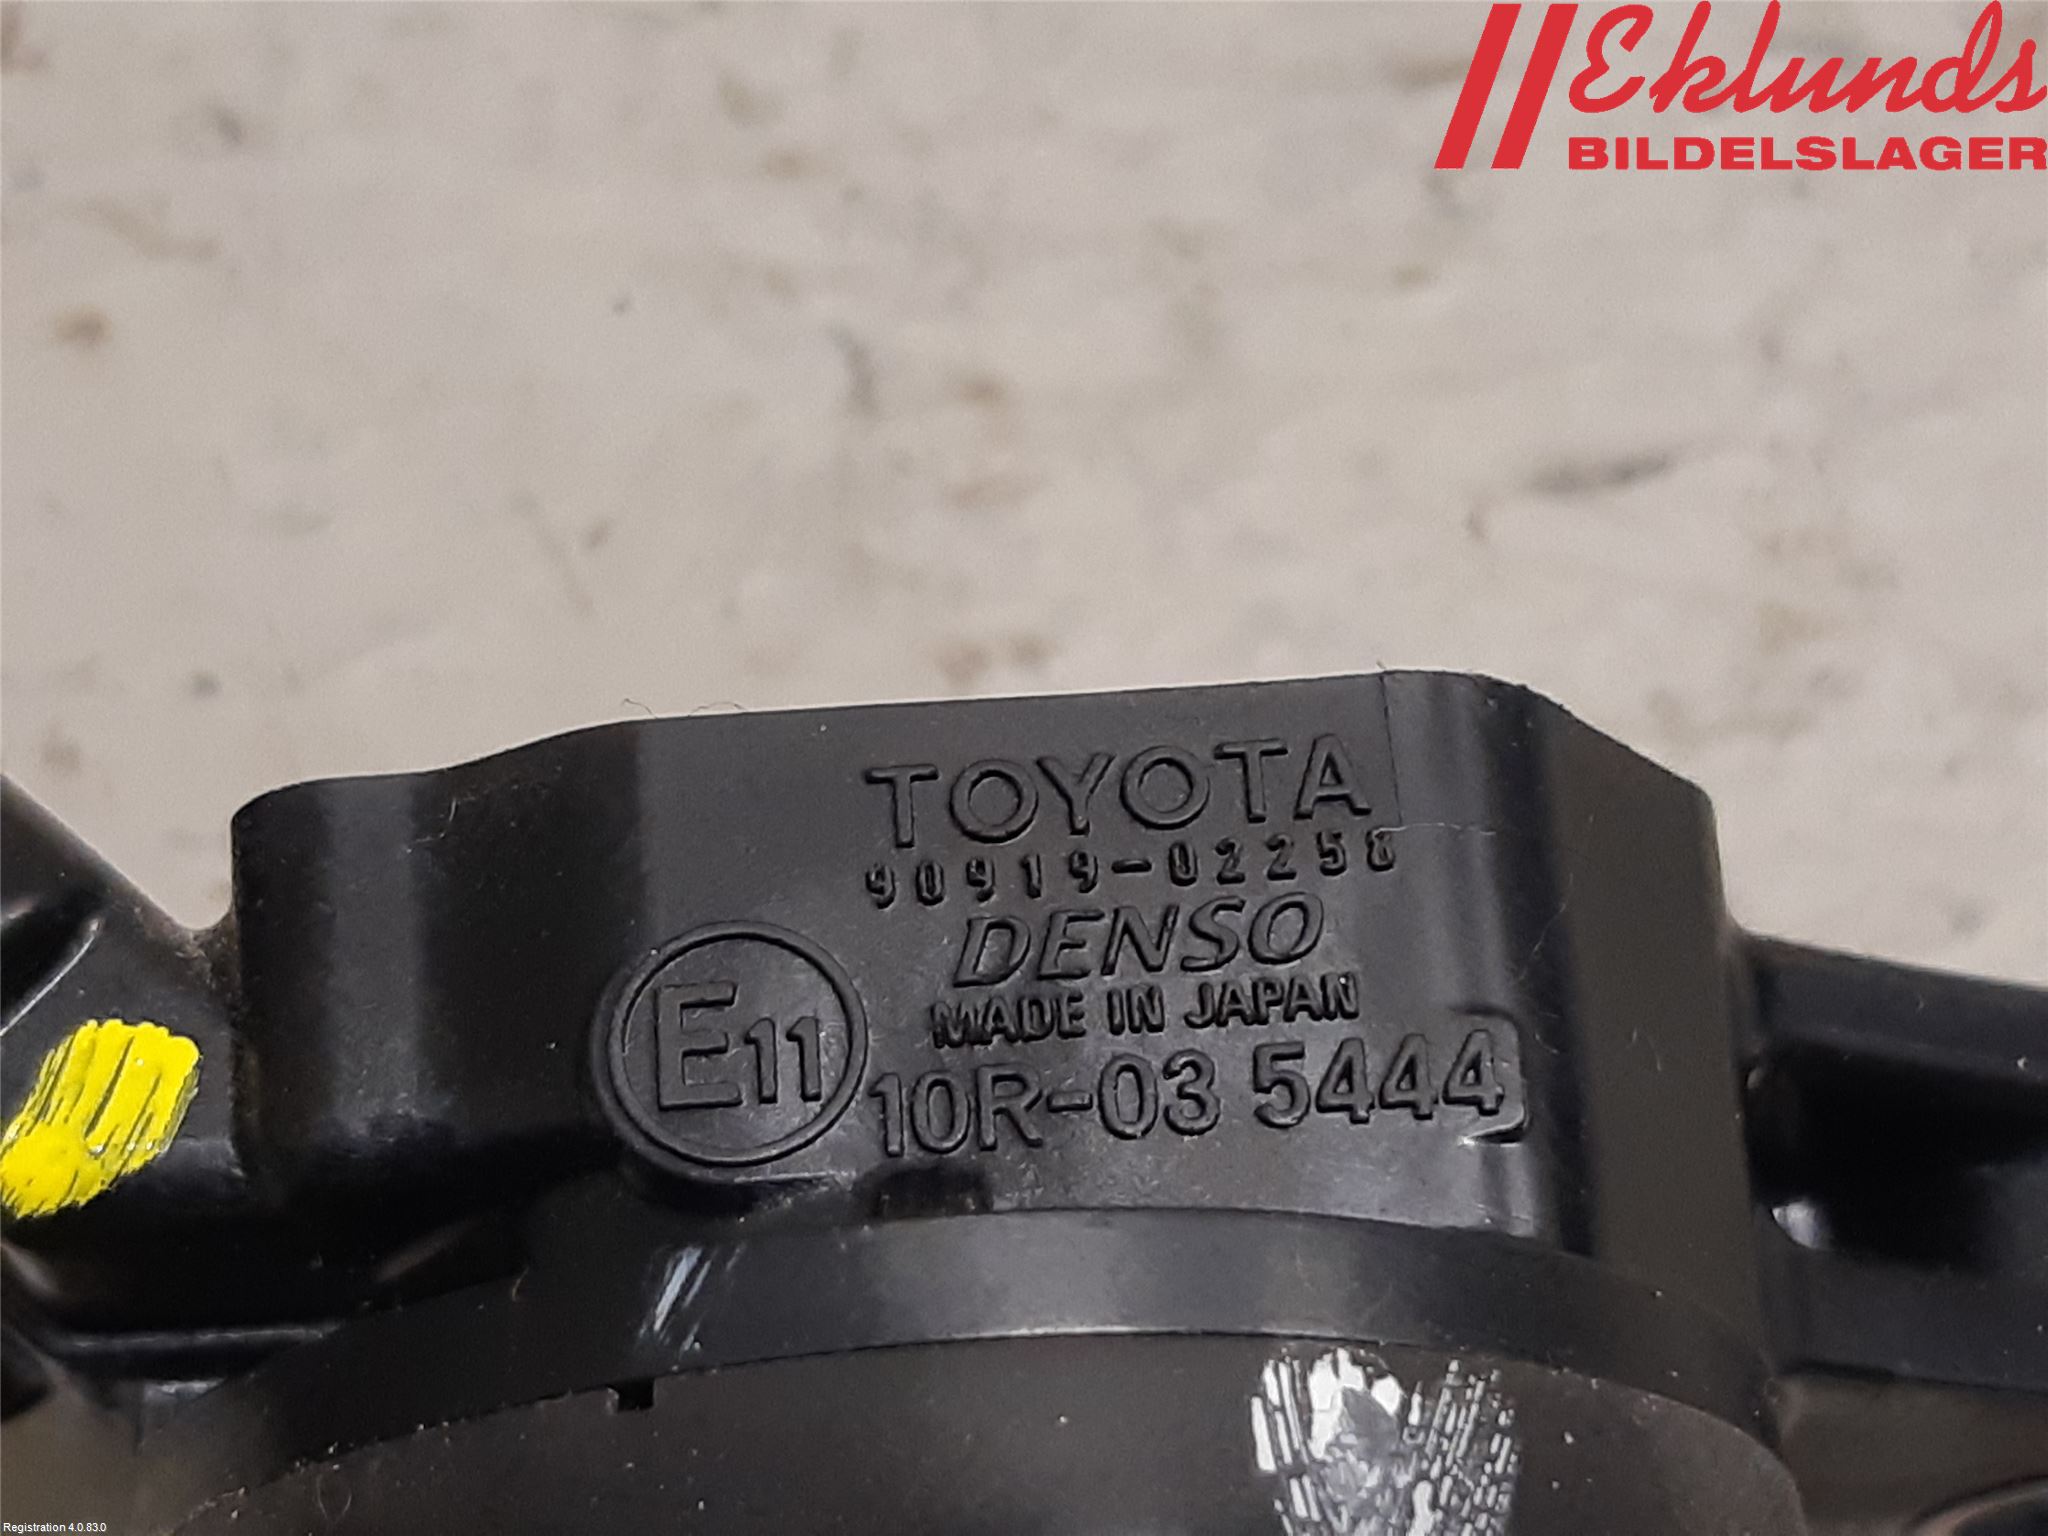 Eklunds
BILDELSLAGER
TOYOTA
90919-02258
DENSO
MADE IN JAPAN
E11
10R-03 5444
Registration 4.0.83.0